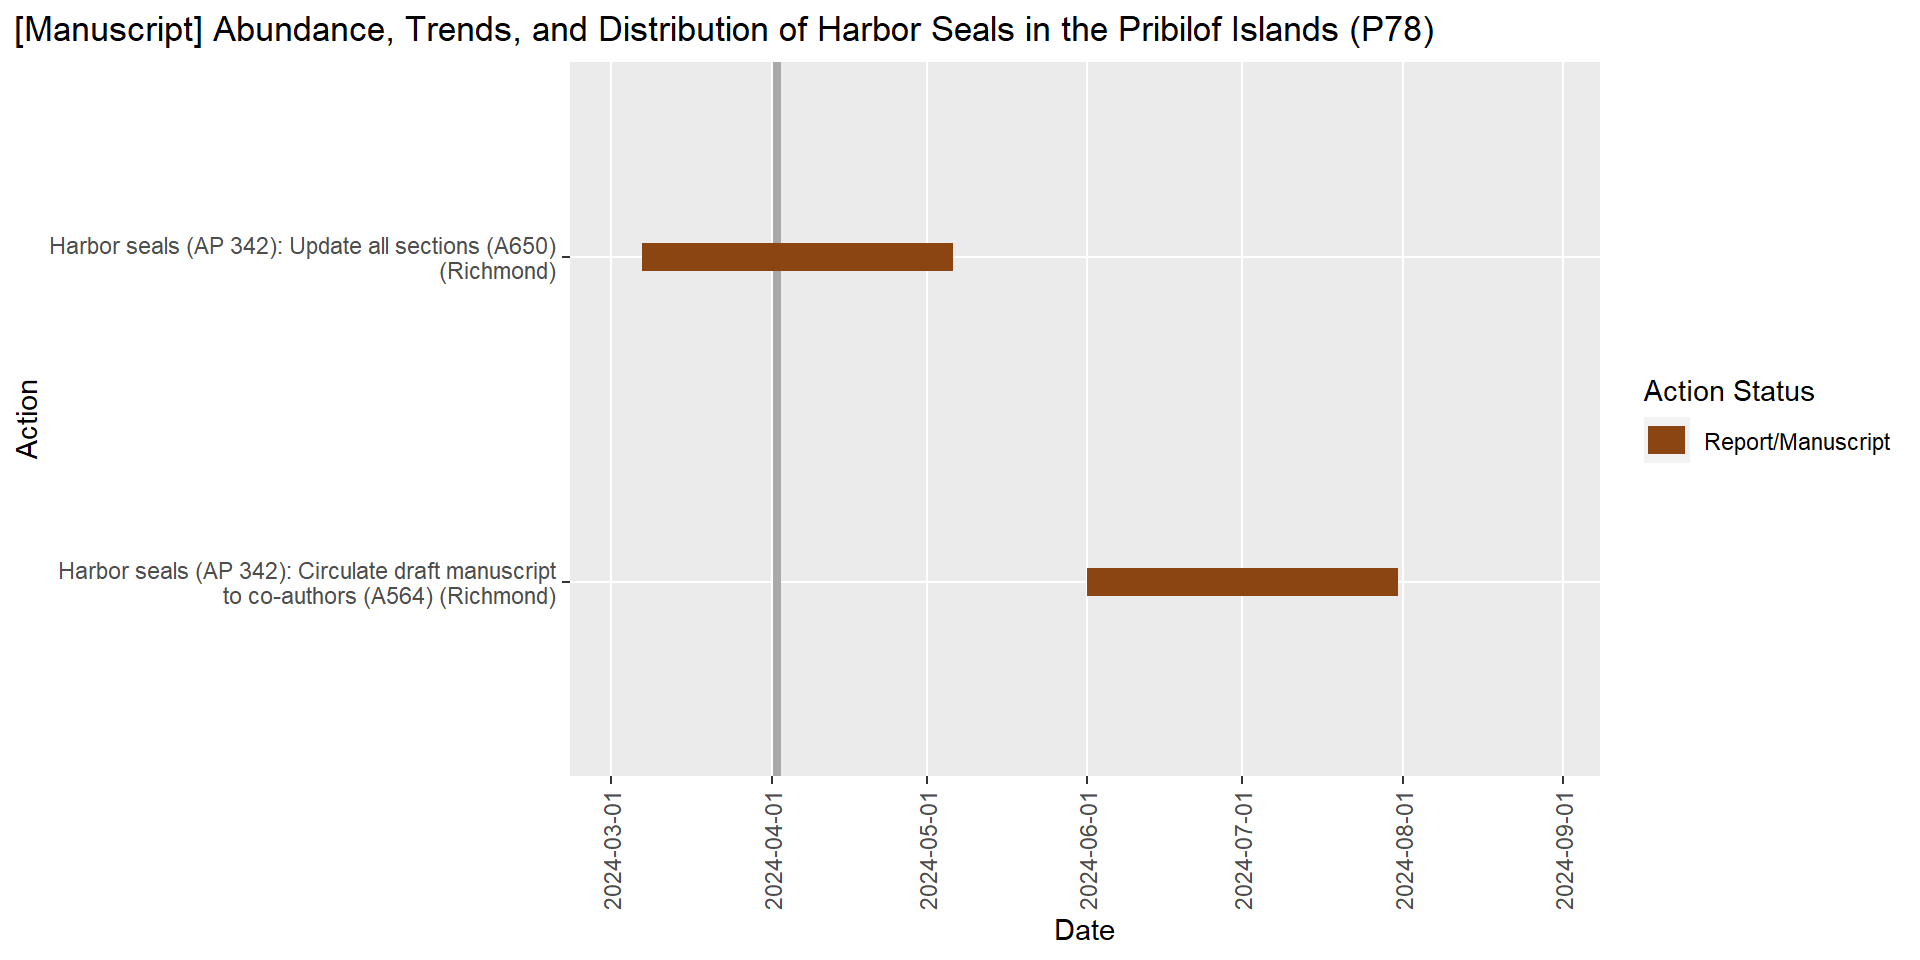 [Manuscript] Abundance, Trends, and Distribution of Harbor Seals in the Pribilof Islands (P78)
Action
Harbor seals (AP 342): Update all sections (A650)
(Richmond)
Harbor seals (AP 342): Circulate draft manuscript
to co-authors (A564) (Richmond)
Action Status
Report/Manuscript
2024-03-01
2024-04-01
2024-05-01
2024-06-01
2024-07-01
2024-08-01
2024-09-01
Date